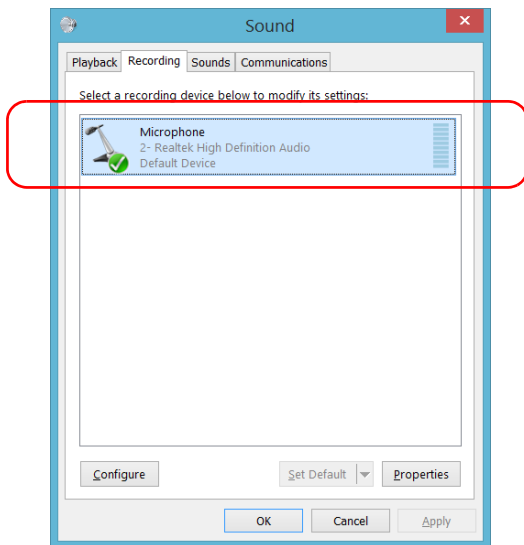 Sound
Playback Recording Sounds Communications
Select a recording device below to modify its settings:
Microphone
2- Realtek High Definition Audio
Default Device
Configure Set Default Properties
OK Cancel Apply